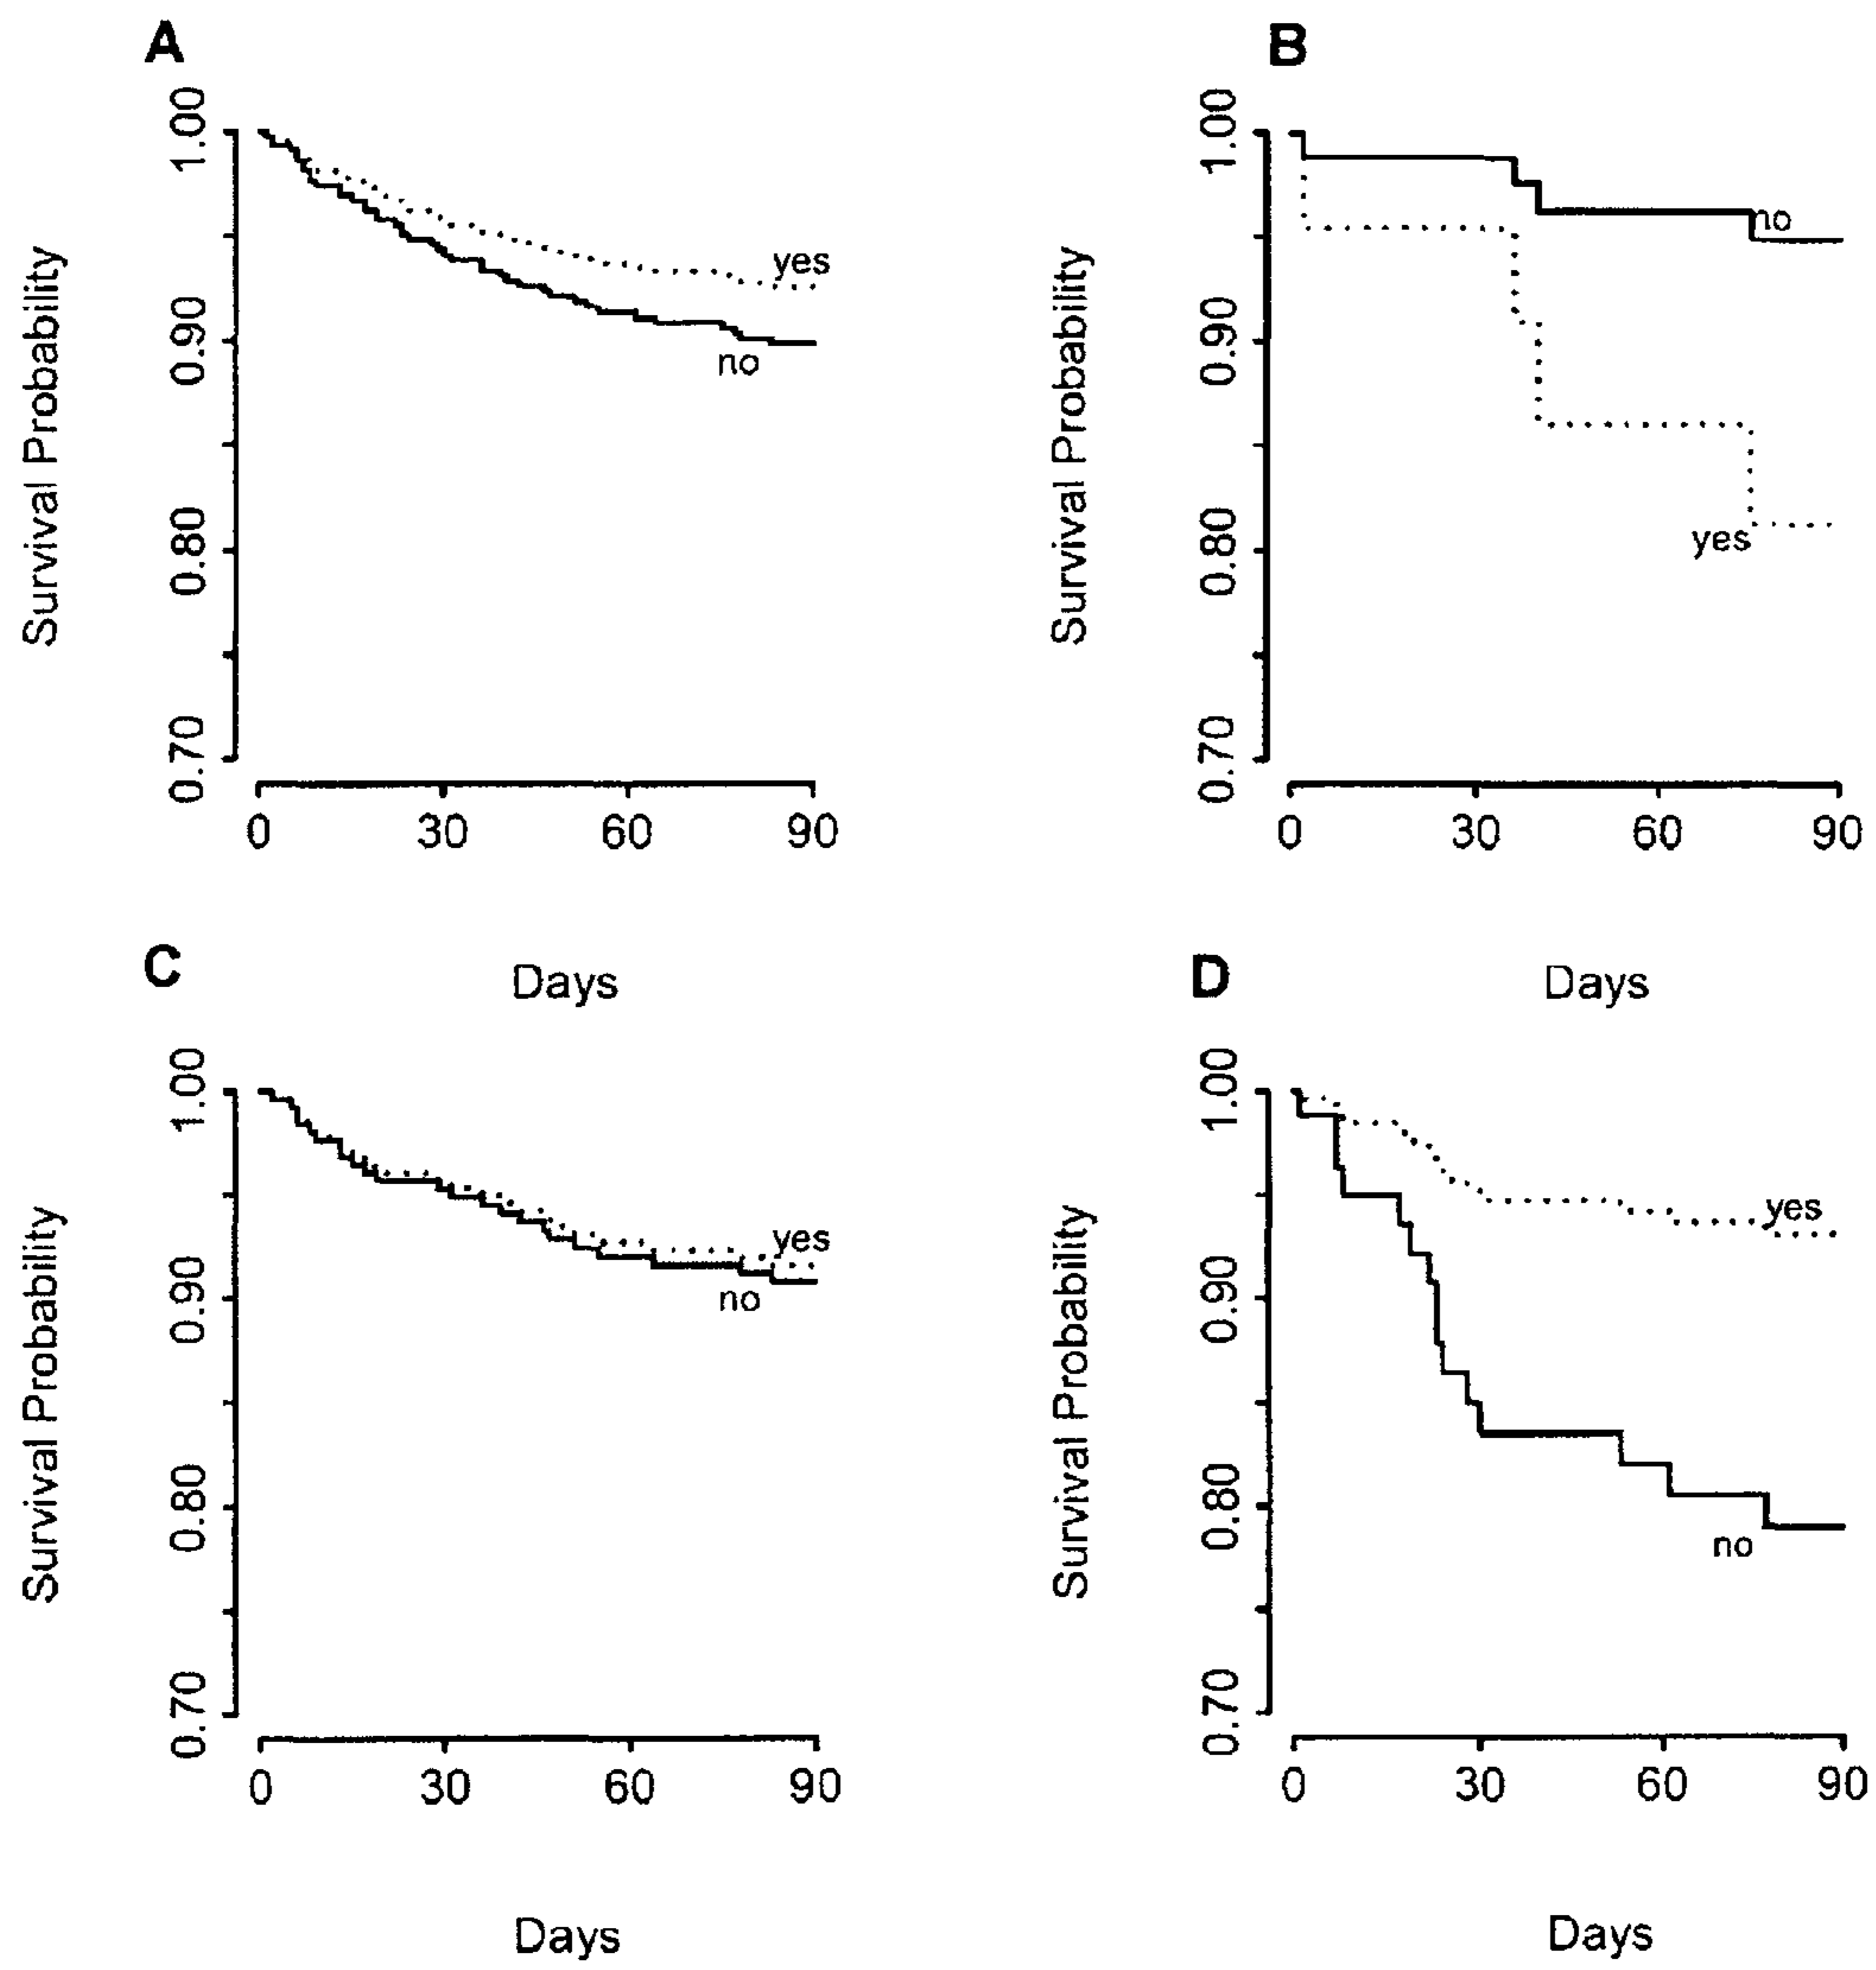 A
Survival Probability
1.00
0.90
0.80
0.70
yes
no
0 30 60 90
Days
B
Survival Probability
1.00
0.90
0.80
0.70
no
yes
0 30 60 90
Days
C
Survival Probability
1.00
0.90
0.80
0.70
yes
no
0 30 60 90
Days
D
Survival Probability
1.00
0.90
0.80
0.70
yes
no
0 30 60 90
Days